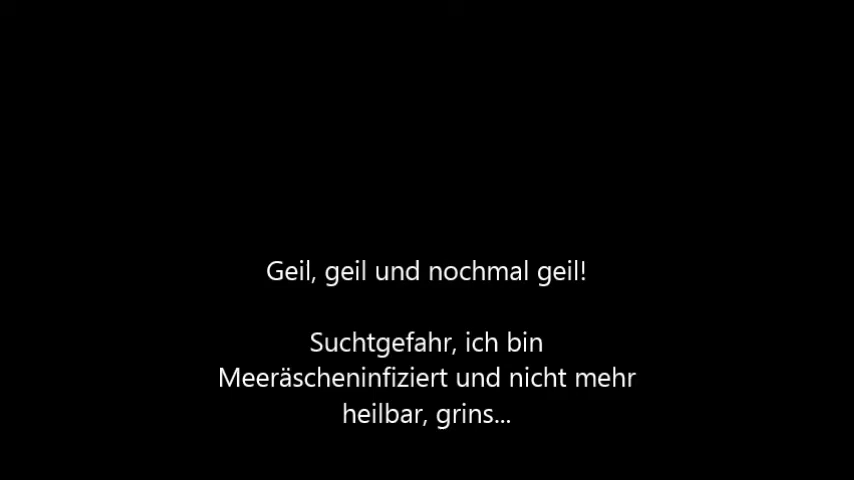 Geil, geil und nochmal geil!
Suchtgefahr, ich bin
Meeräscheninfiziert und nicht mehr
heilbar, grins...